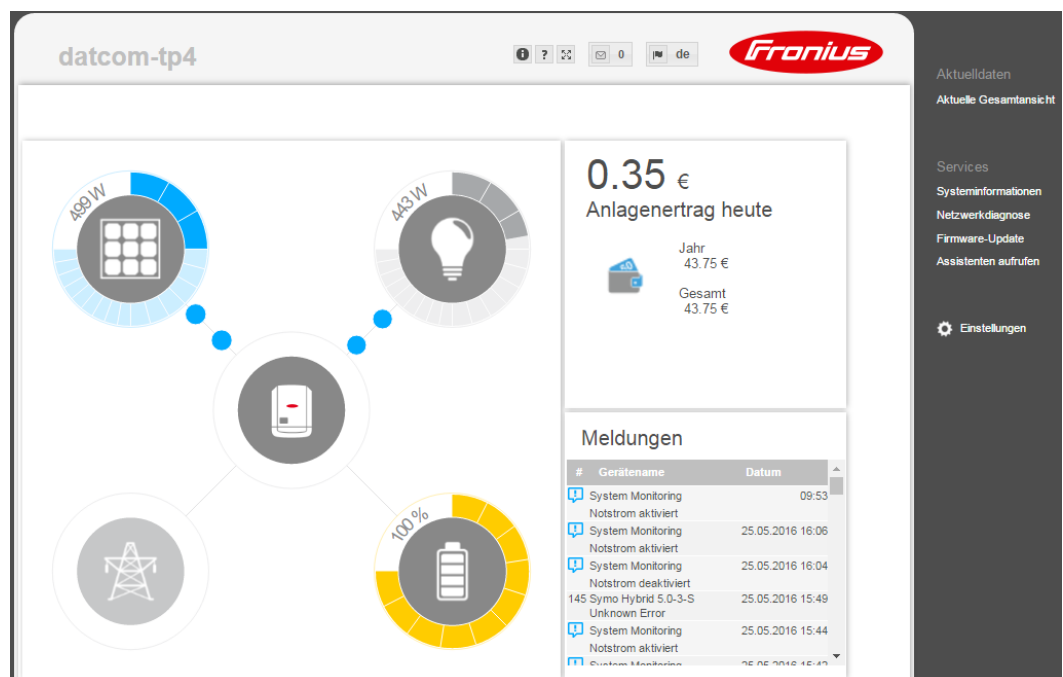 datcom-tp4
i ? 0 de
Fronius
Aktuelldaten
Aktuelle Gesamtansicht
Services
Systeminformationen
Netzwerkdiagnose
Firmware-Update
Assistenten aufrufen
Einstellungen
499 W
443 W
100 %
0.35 €
Anlagenertrag heute
Jahr
43.75 €
Gesamt
43.75 €
Meldungen
# Gerätename Datum
System Monitoring 09:53
Notstrom aktiviert
System Monitoring 25.05.2016 16:06
Notstrom aktiviert
System Monitoring 25.05.2016 16:04
Notstrom deaktiviert
145 Symo Hybrid 5.0-3-S 25.05.2016 15:49
Unknown Error
System Monitoring 25.05.2016 15:44
Notstrom aktiviert
System Monitoring